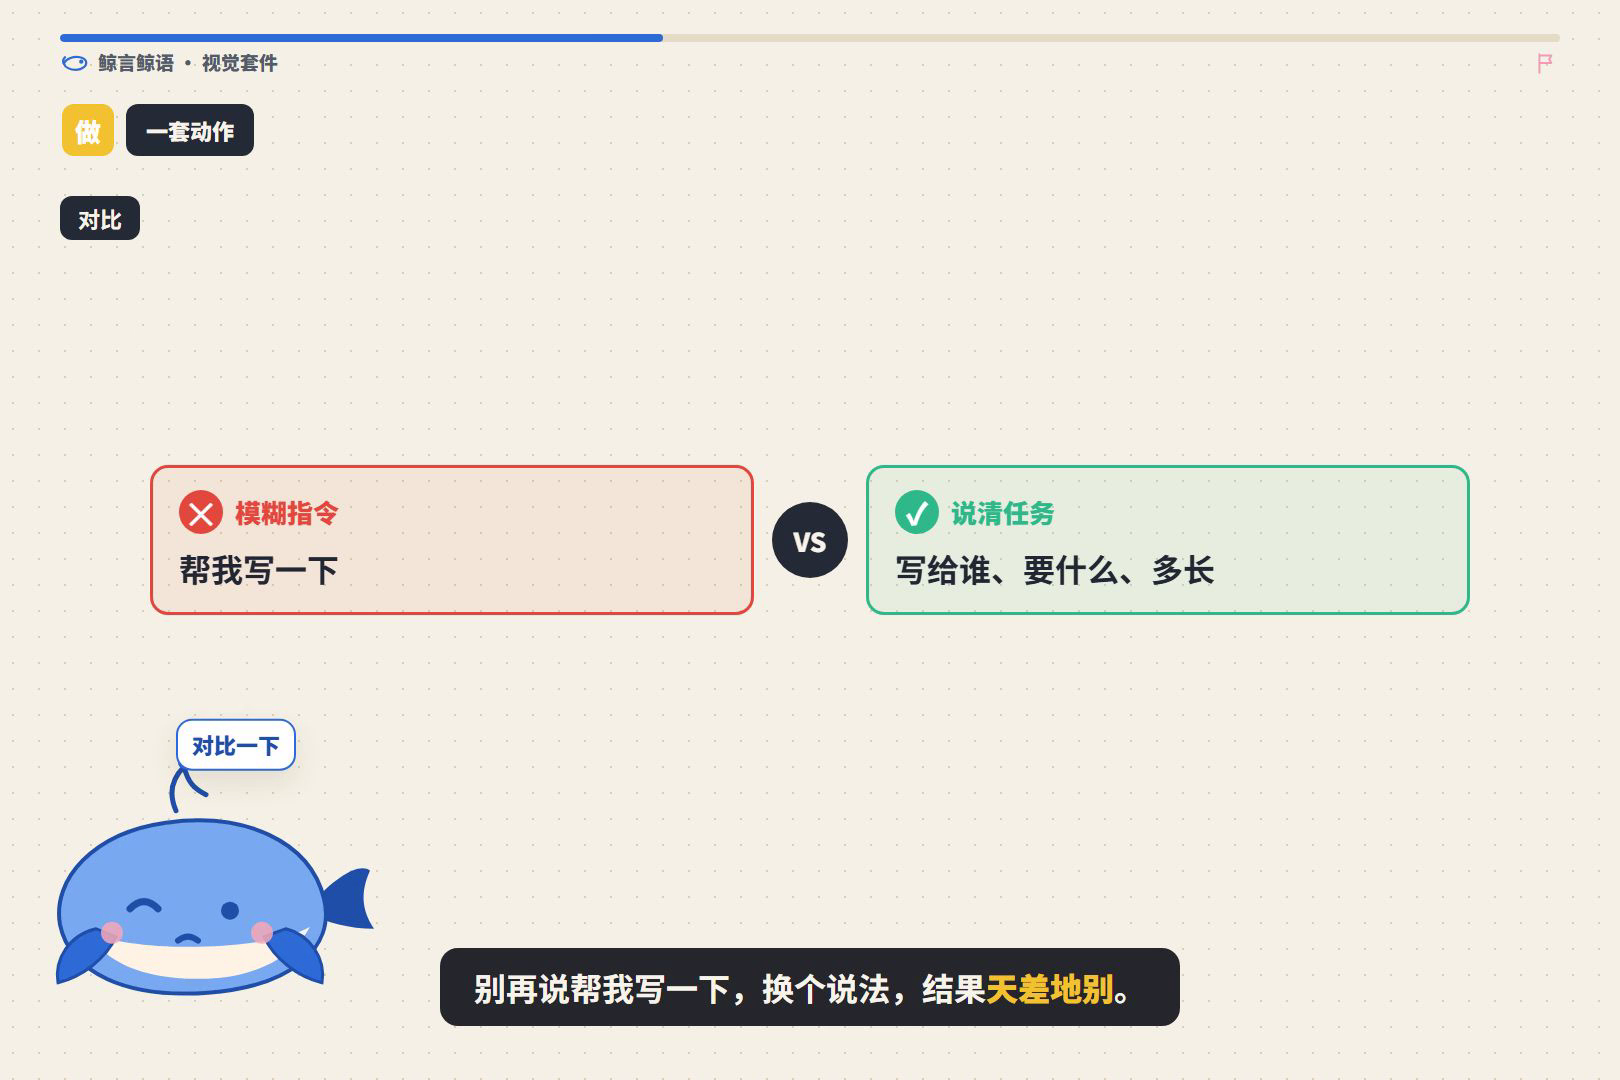 鲸言鲸语 • 视觉套件
做 一套动作
对比
模糊指令
帮我写一下
VS
说清任务
写给谁、要什么、多长
对比一下
别再说帮我写一下，换个说法，结果天差地别。